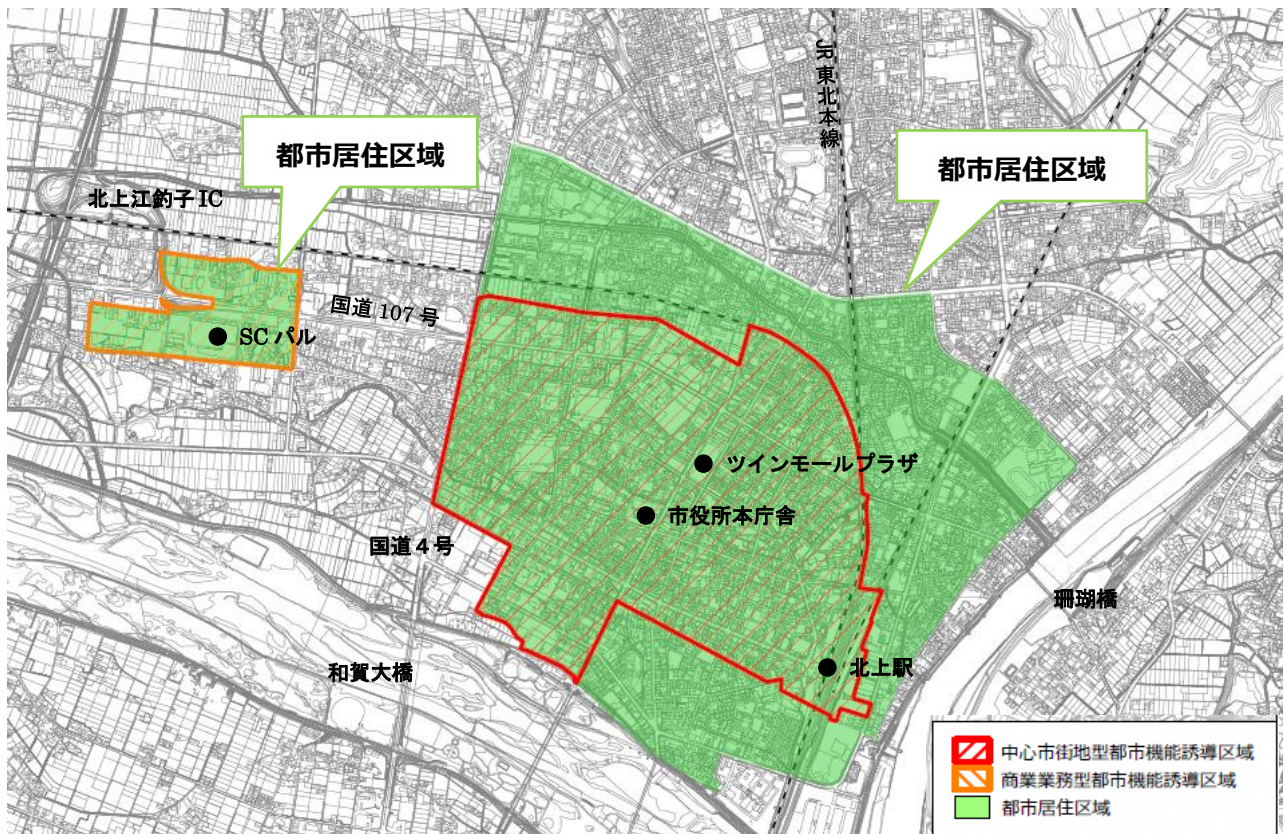 JR東北本線
都市居住区域
都市居住区域
北上江釣子IC
国道107号
SCパル
ツインモールプラザ
市役所本庁舎
国道4号
珊瑚橋
和賀大橋
北上駅
中心市街地型都市機能誘導区域
商業業務型都市機能誘導区域
都市居住区域